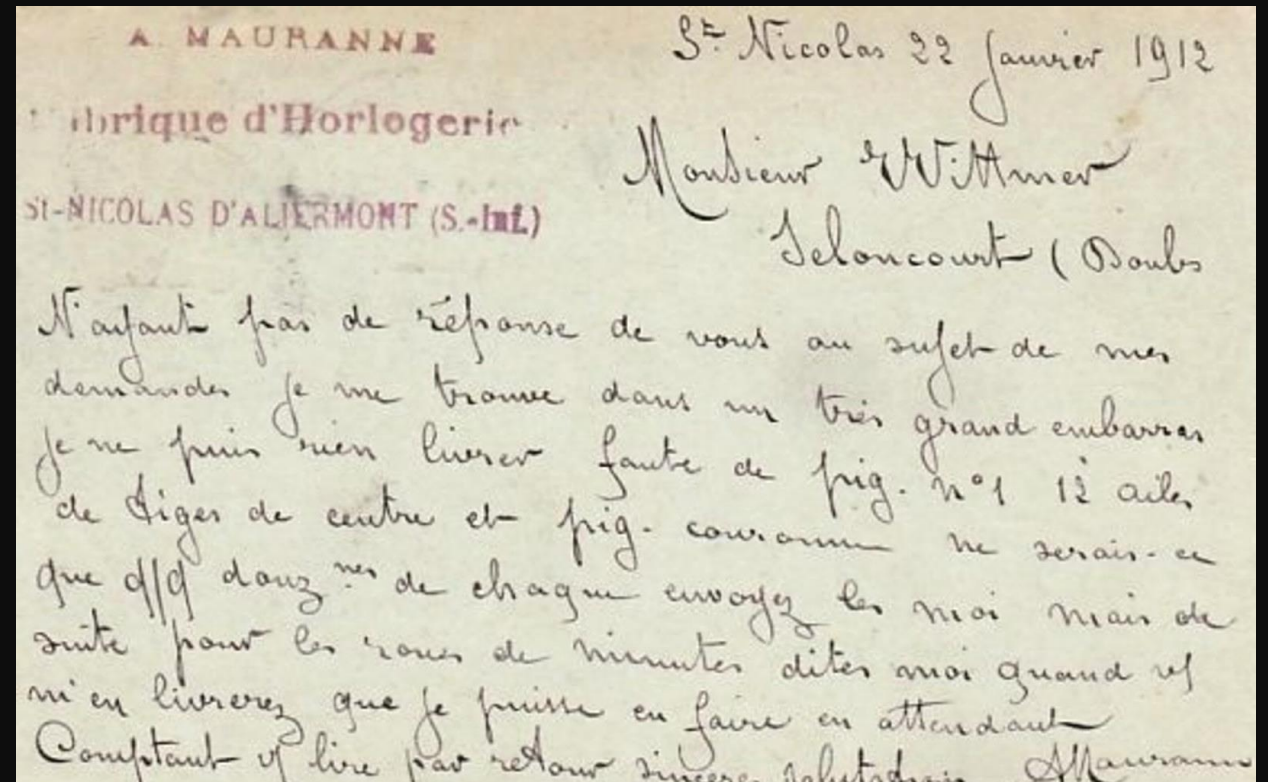 A. MAURANNE
St Nicolas 22 Janvier 1912
brique d'Horlogerie
Monsieur Wittmer
St-NICOLAS D'ALIERMONT (S.-Inf.)
Seloncourt (Doubs
N'ayant pas de réponse de vous au sujet de mes
demandes je me trouve dans un très grand embarras
je ne puis rien livrer faute de pig. n°1 12 ailes
de tiges de centre et pig. couronne ne serais-ce
que q/q douz nes de chaque envoyez les moi mais de
suite pour les roues de minutes dites moi quand v/
m'en livrerez que je puisse en faire en attendant
Comptant v/ lire par retour sincère salutations AMauranne